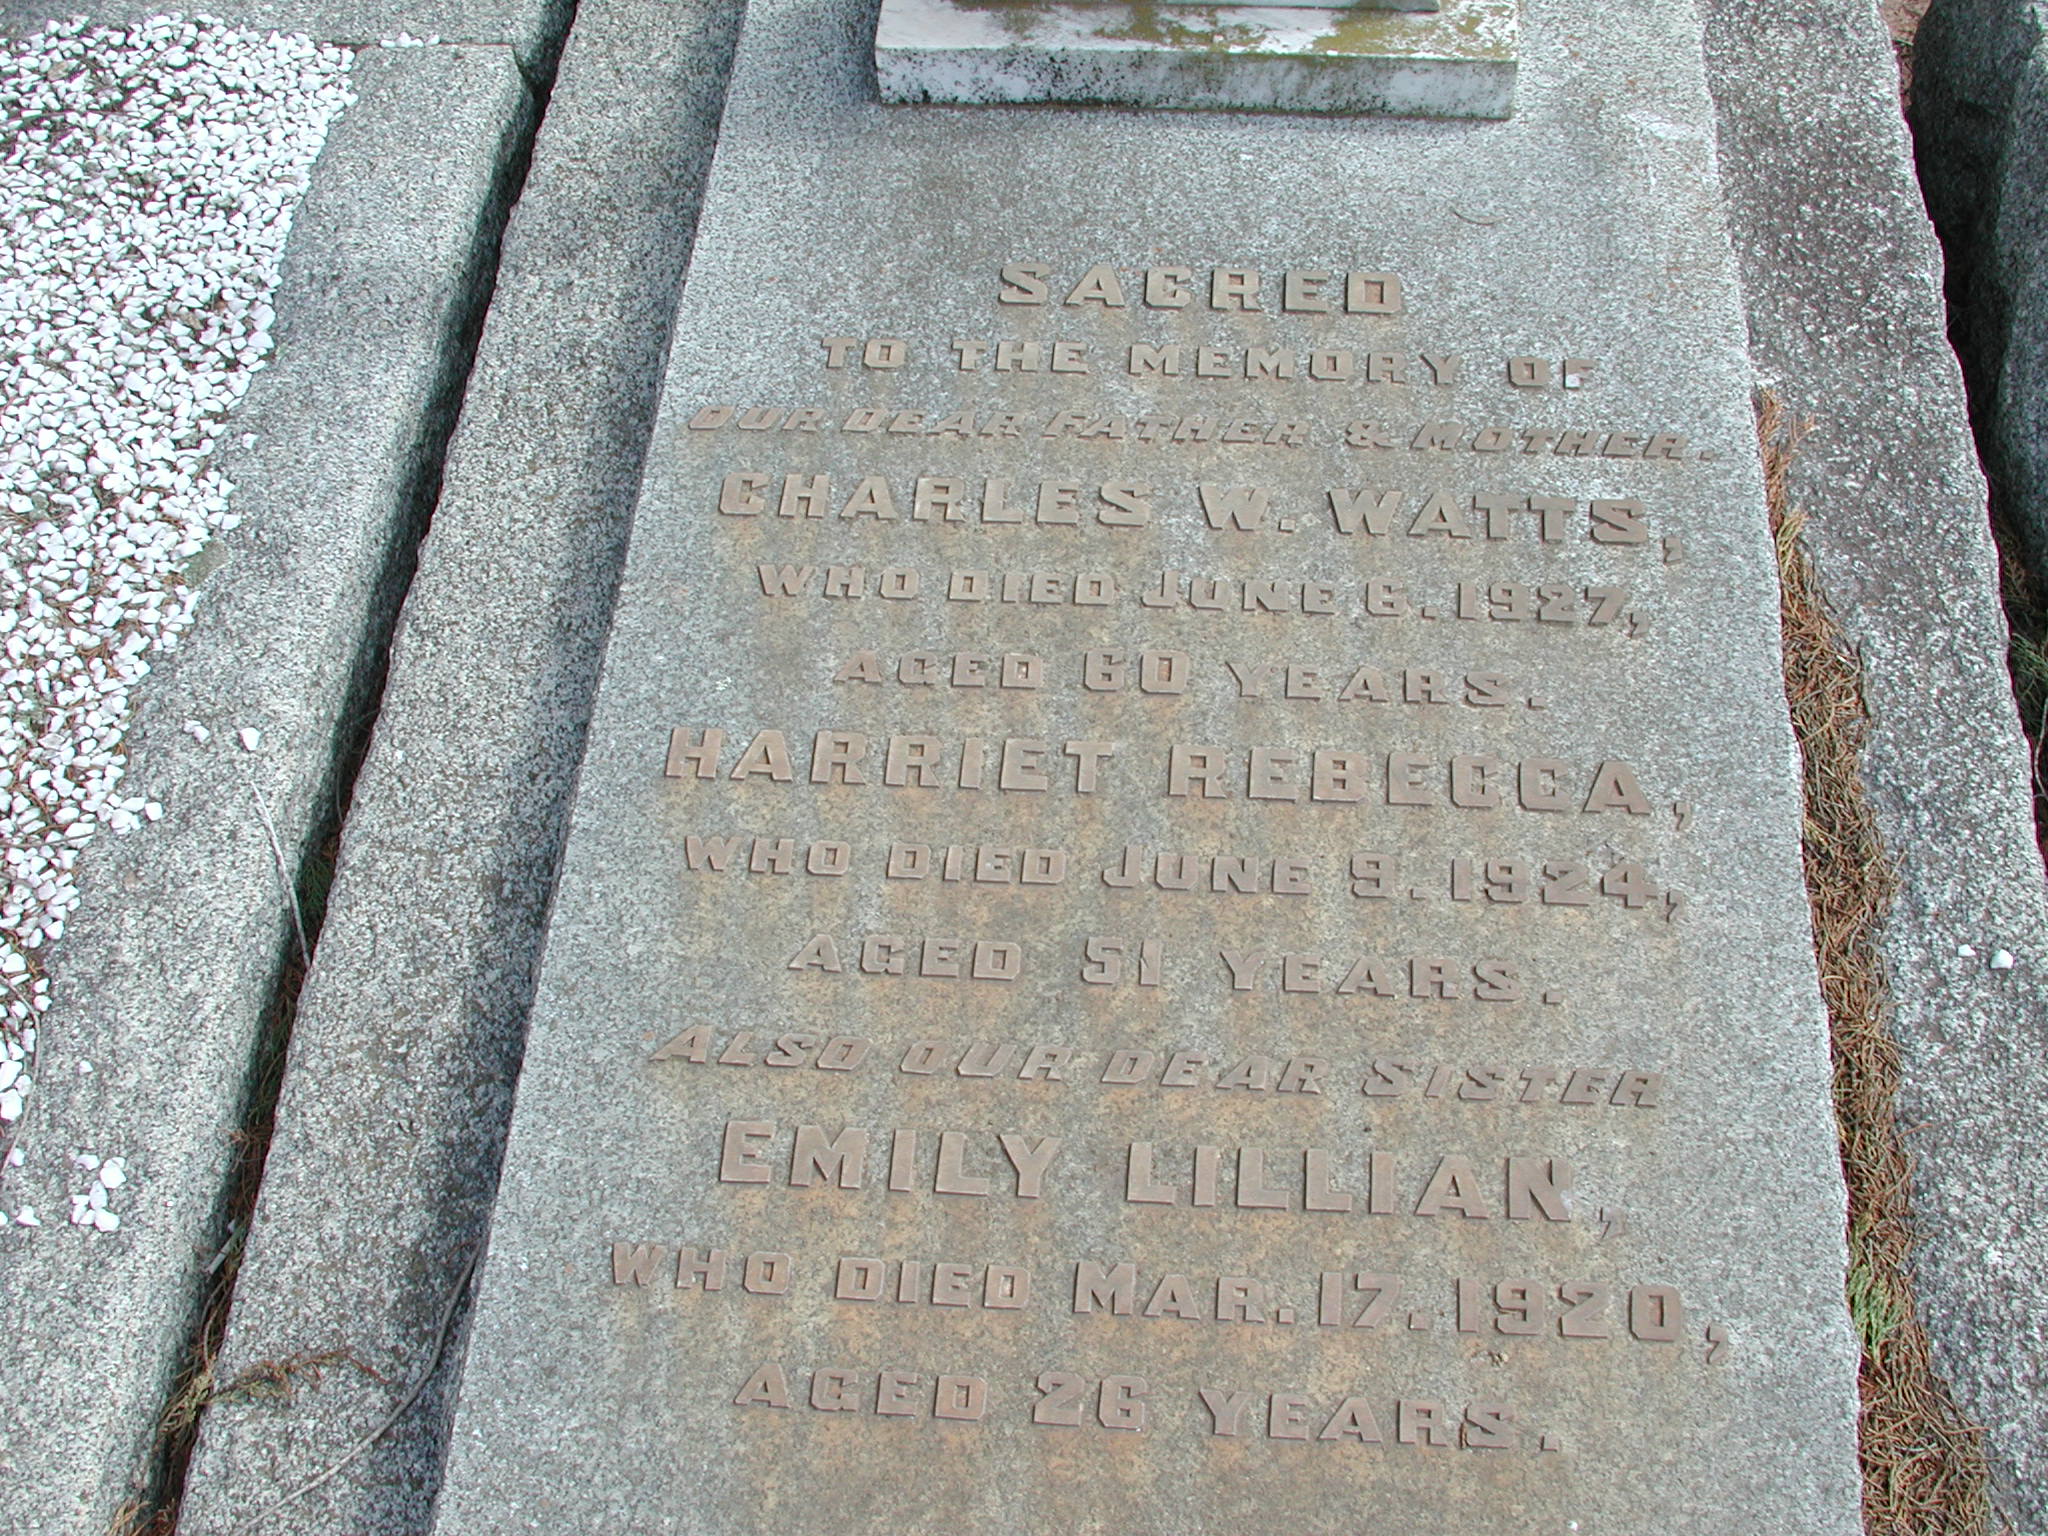 SACRED
TO THE MEMORY OF
OUR DEAR FATHER & MOTHER.
CHARLES W. WATTS,
WHO DIED JUNE 6. 1927,
AGED 60 YEARS.
HARRIET REBECCA,
WHO DIED JUNE 9. 1924,
AGED 51 YEARS.
ALSO OUR DEAR SISTER
EMILY LILLIAN,
WHO DIED MAR. 17. 1920,
AGED 26 YEARS.